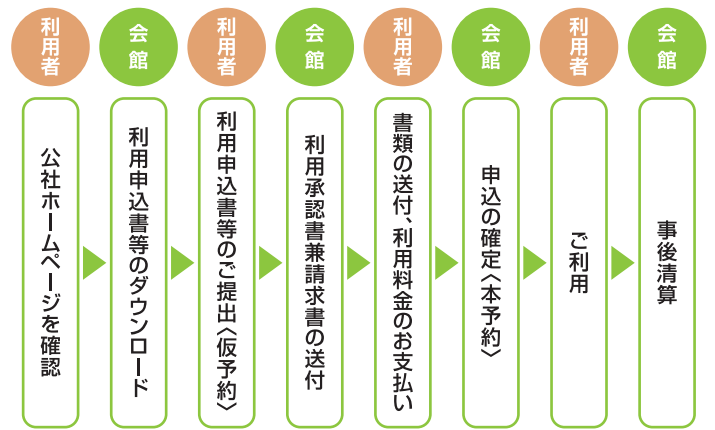 利用者
公社ホームページを確認
会館
利用申込書等のダウンロード
利用者
利用申込書等のご提出〈仮予約〉
会館
利用承認書兼請求書の送付
利用者
書類の送付、利用料金のお支払い
会館
申込の確定〈本予約〉
利用者
ご利用
会館
事後清算